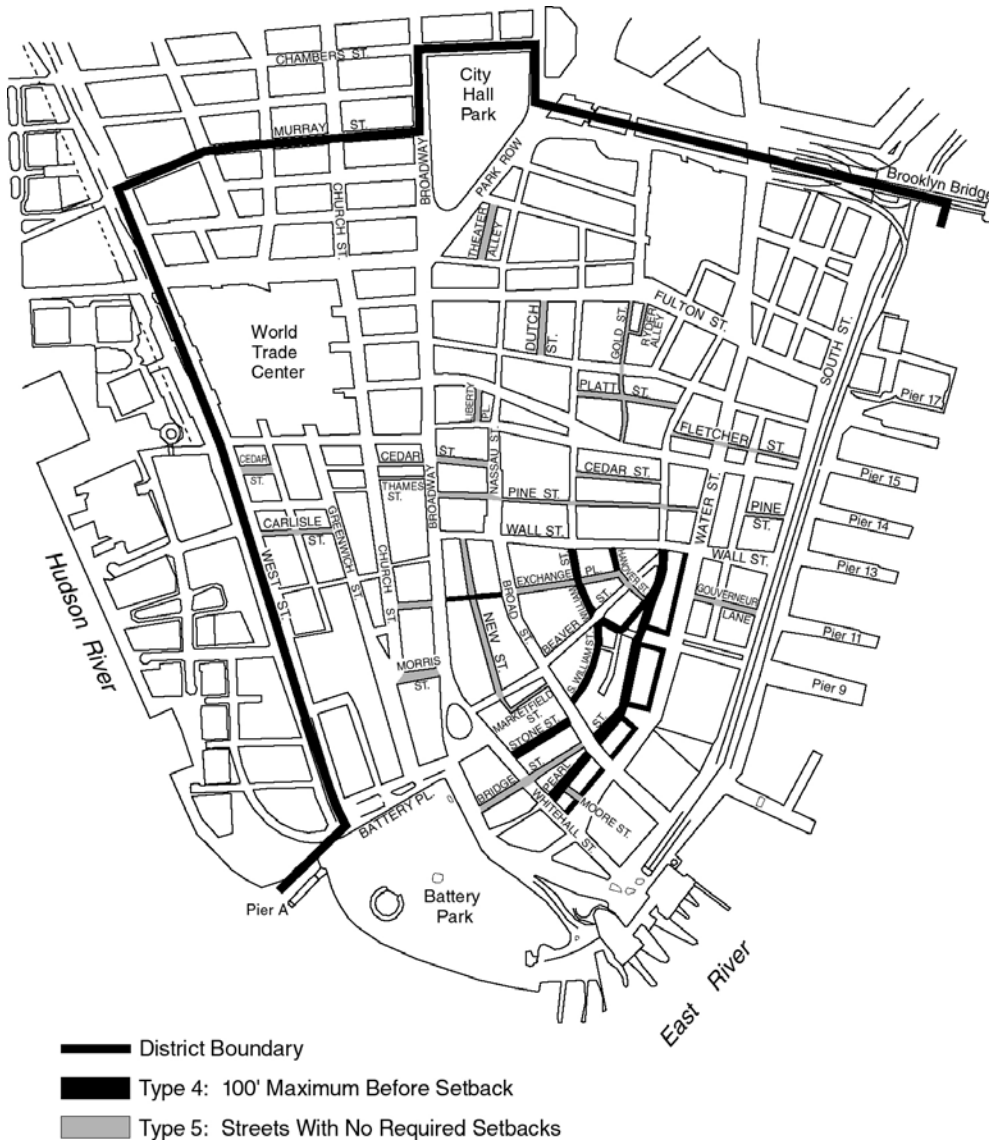 CHAMBERS ST.
City
Hall
Park
MURRAY ST.
BROADWAY
PARK ROW
Brooklyn Bridge
CHURCH ST.
THEATER
ALLEY
FULTON ST.
SOUTH ST.
World
Trade
Center
DUTCH
ST.
GOLD ST.
RYDER
ALLEY
PLATT ST.
Pier 17
LIBERTY
PL.
FLETCHER ST.
NASSAU ST.
CEDAR
ST.
CEDAR ST.
CEDAR ST.
THAMES
ST.
Pier 15
BROADWAY
PINE ST.
WATER ST.
PINE
ST.
Pier 14
CARLISLE
ST.
GREENWICH ST.
WALL ST.
WALL ST.
Pier 13
Hudson River
WEST ST.
CHURCH ST.
EXCHANGE PL.
HANOVER ST.
WILLIAM ST.
BROAD ST.
GOUVERNEUR
LANE
BEAVER ST.
NEW ST.
Pier 11
S. WILLIAM ST.
MORRIS
ST.
Pier 9
MARKETFIELD
ST.
STONE ST.
BRIDGE ST.
PEARL ST.
MOORE ST.
WHITEHALL ST.
BATTERY PL.
Pier A
Battery
Park
East River
District Boundary
Type 4: 100' Maximum Before Setback
Type 5: Streets With No Required Setbacks